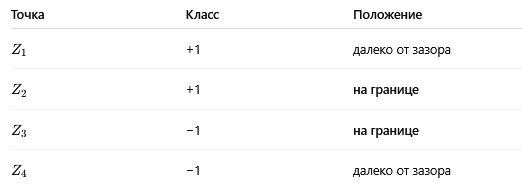 Точка Класс Положение
Z₁ +1 далеко от зазора
Z₂ +1 на границе
Z₃ −1 на границе
Z₄ −1 далеко от зазора